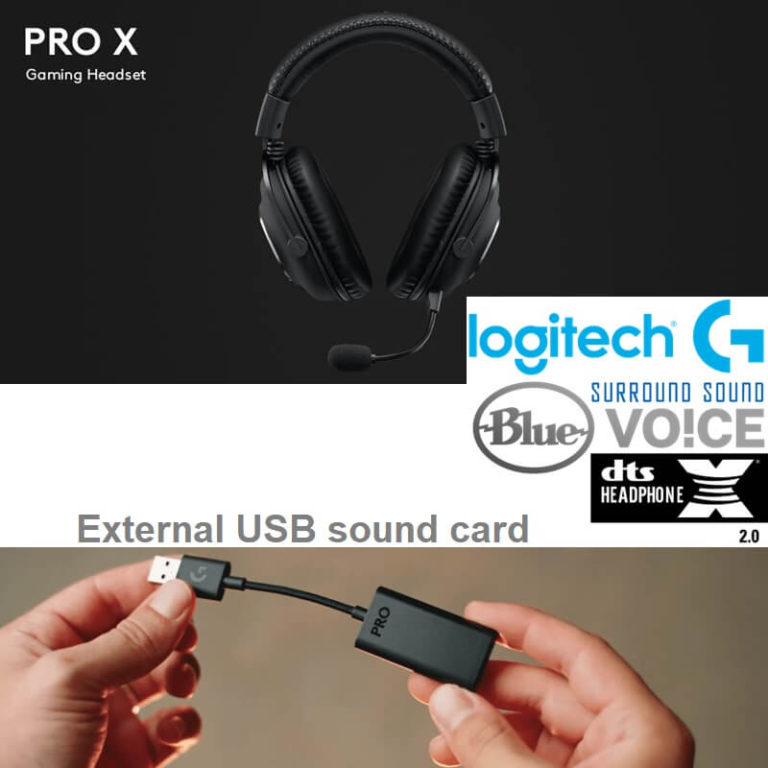 PRO X
Gaming Headset
logitech G
SURROUND SOUND
Blue VO!CE
dts
HEADPHONE X
2.0
External USB sound card
G
PRO